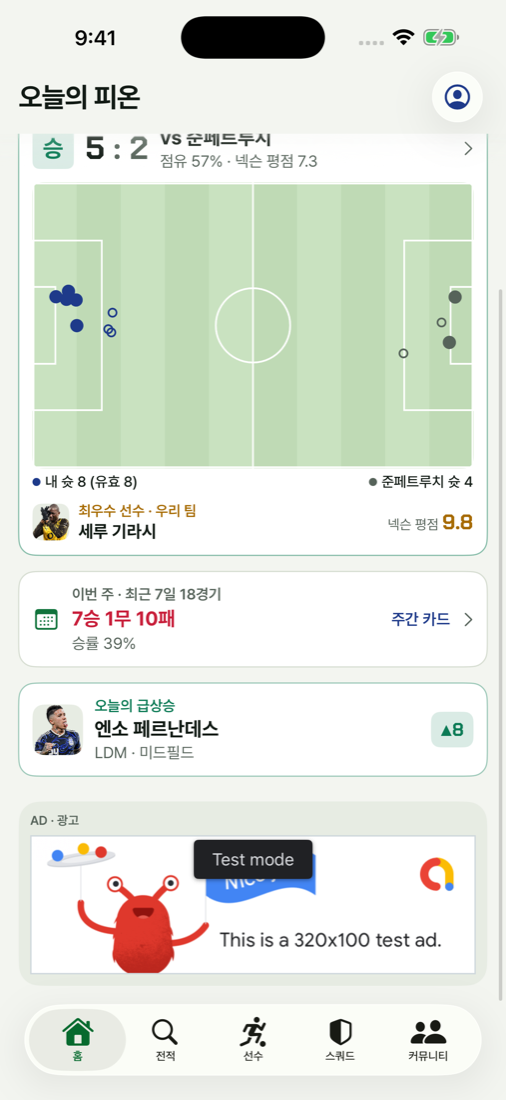 9:41
오늘의 피온
승
5 : 2
vs 준페트루치
점유 57% · 넥슨 평점 7.3
내 슛 8 (유효 8)
준페트루치 슛 4
최우수 선수 · 우리 팀
세루 기라시
넥슨 평점 9.8
이번 주 · 최근 7일 18경기
7승 1무 10패
승률 39%
주간 카드
오늘의 급상승
엔소 페르난데스
LDM · 미드필드
▲8
AD · 광고
Test mode
This is a 320x100 test ad.
홈
전적
선수
스쿼드
커뮤니티